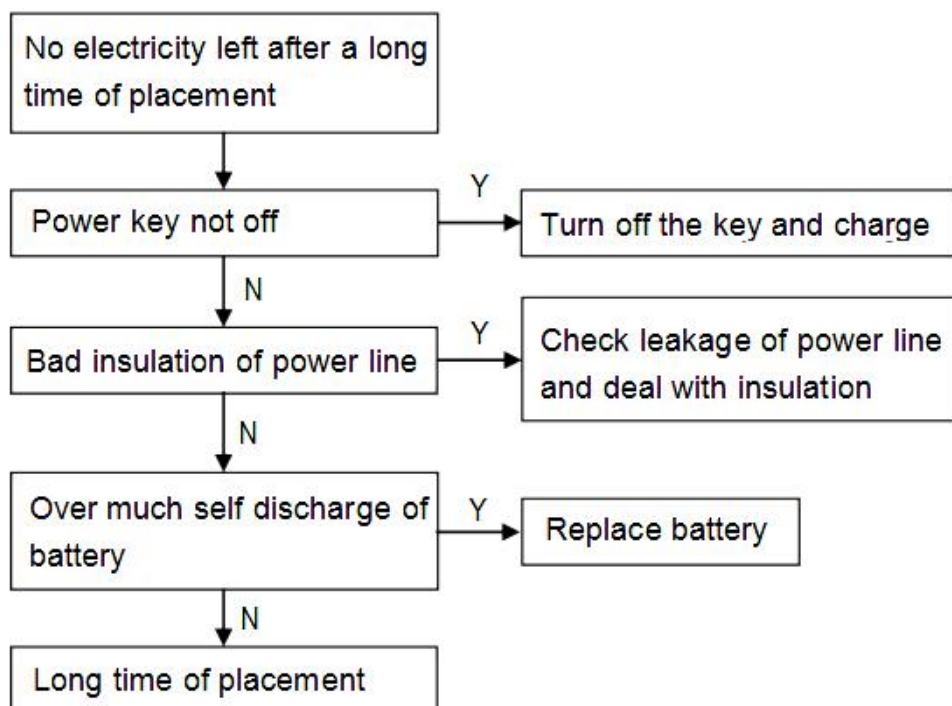 No electricity left after a long
time of placement
Y
Power key not off
Turn off the key and charge
N
Y
Bad insulation of power line
Check leakage of power line
and deal with insulation
N
Over much self discharge of
battery
Y
Replace battery
N
Long time of placement